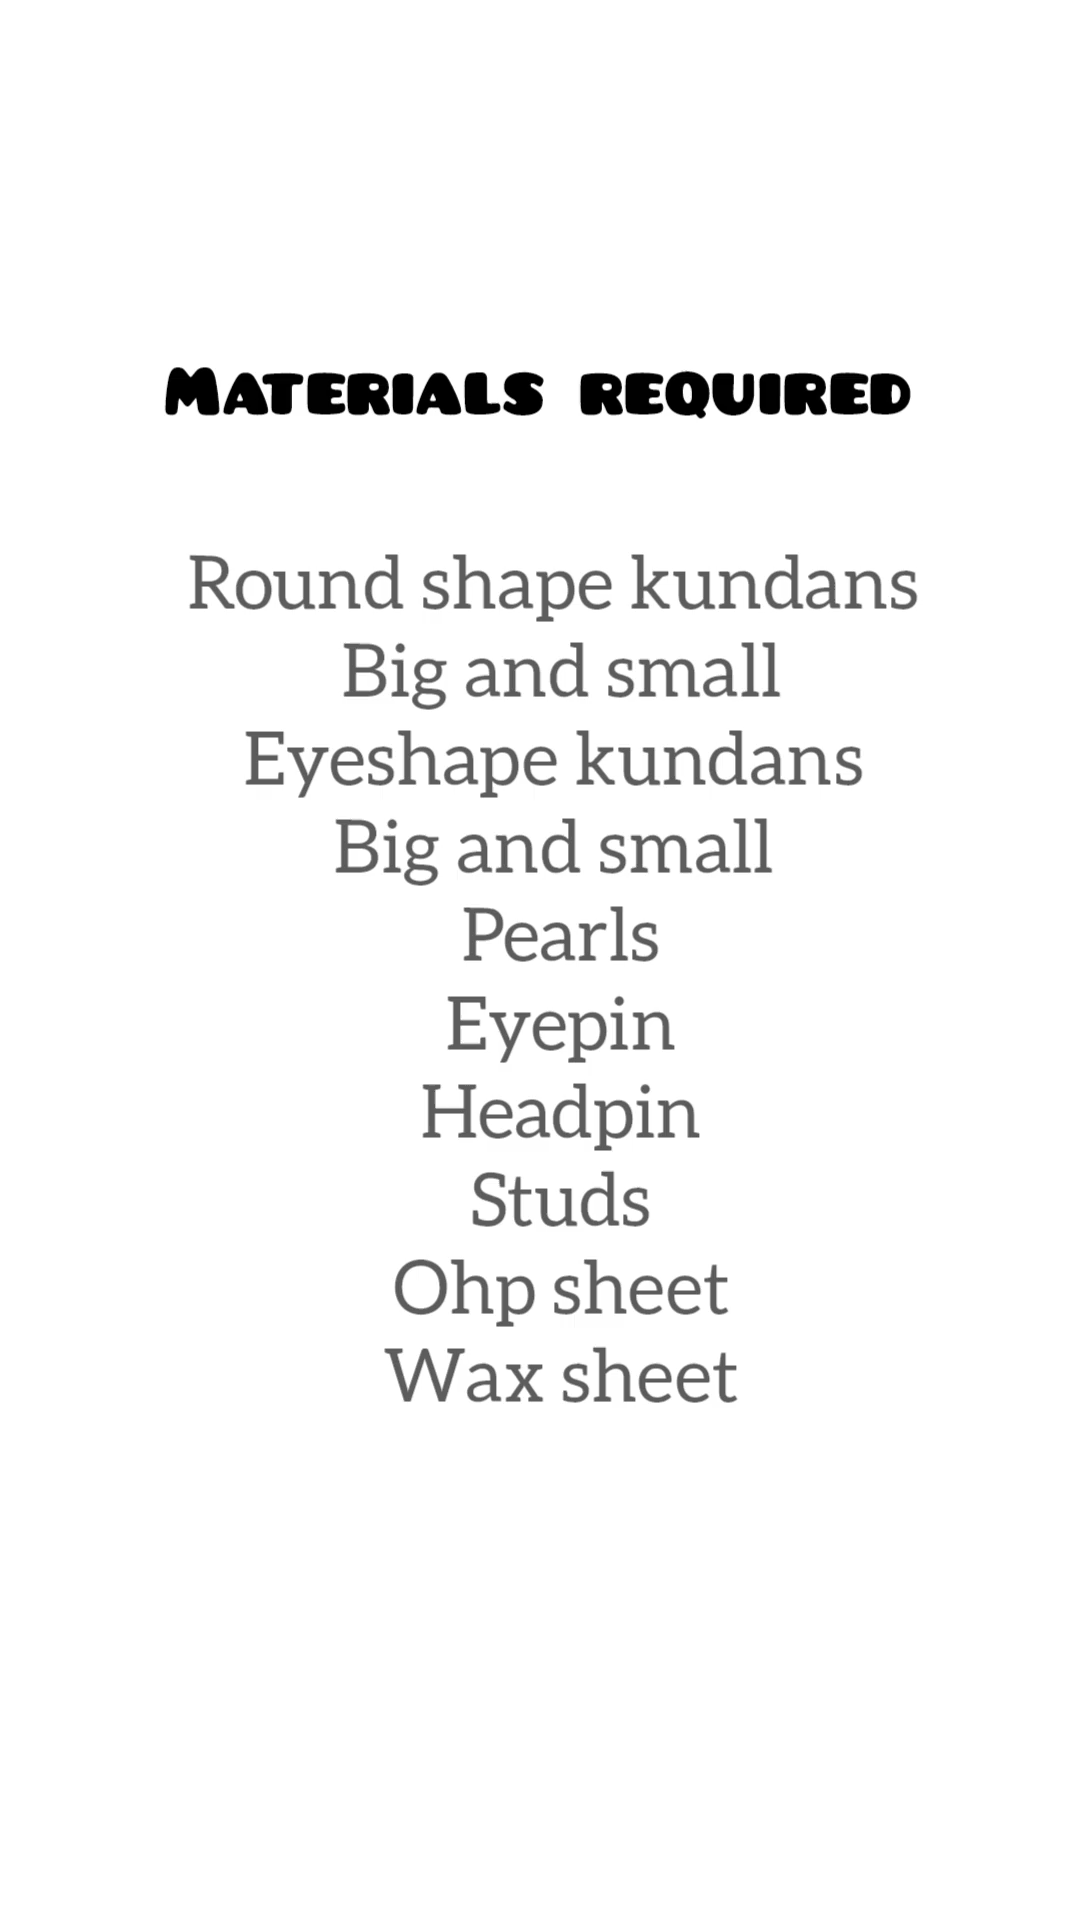 Materials required
Round shape kundans
Big and small
Eyeshape kundans
Big and small
Pearls
Eyepin
Headpin
Studs
Ohp sheet
Wax sheet